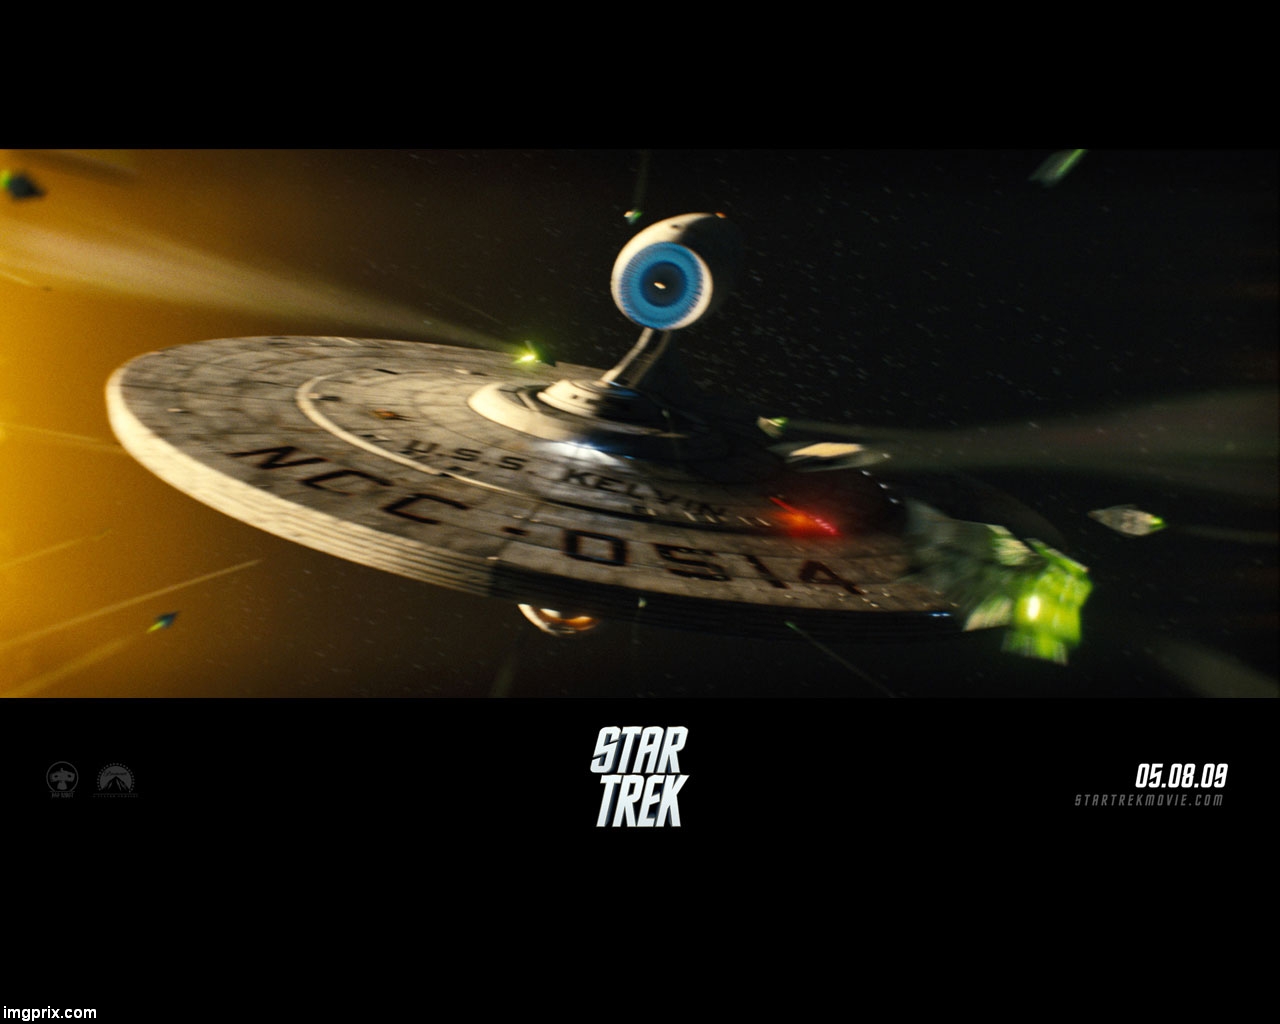 U.S.S. KELVIN
NCC-0514
STAR
TREK
05.08.09
STARTREKMOVIE.COM
imgprix.com